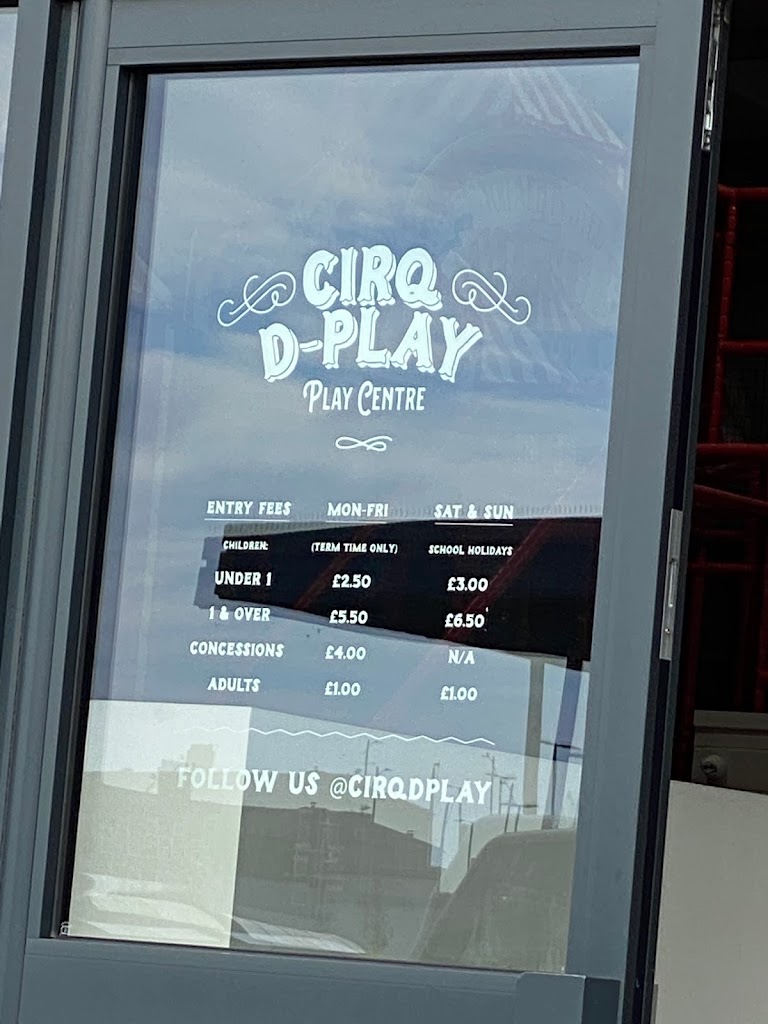 CIRQ
D-PLAY
PLAY CENTRE
ENTRY FEES MON-FRI SAT & SUN
CHILDREN: (TERM TIME ONLY) SCHOOL HOLIDAYS
UNDER 1 £2.50 £3.00
1 & OVER £5.50 £6.50
CONCESSIONS £4.00 N/A
ADULTS £1.00 £1.00
FOLLOW US @CIRQDPLAY